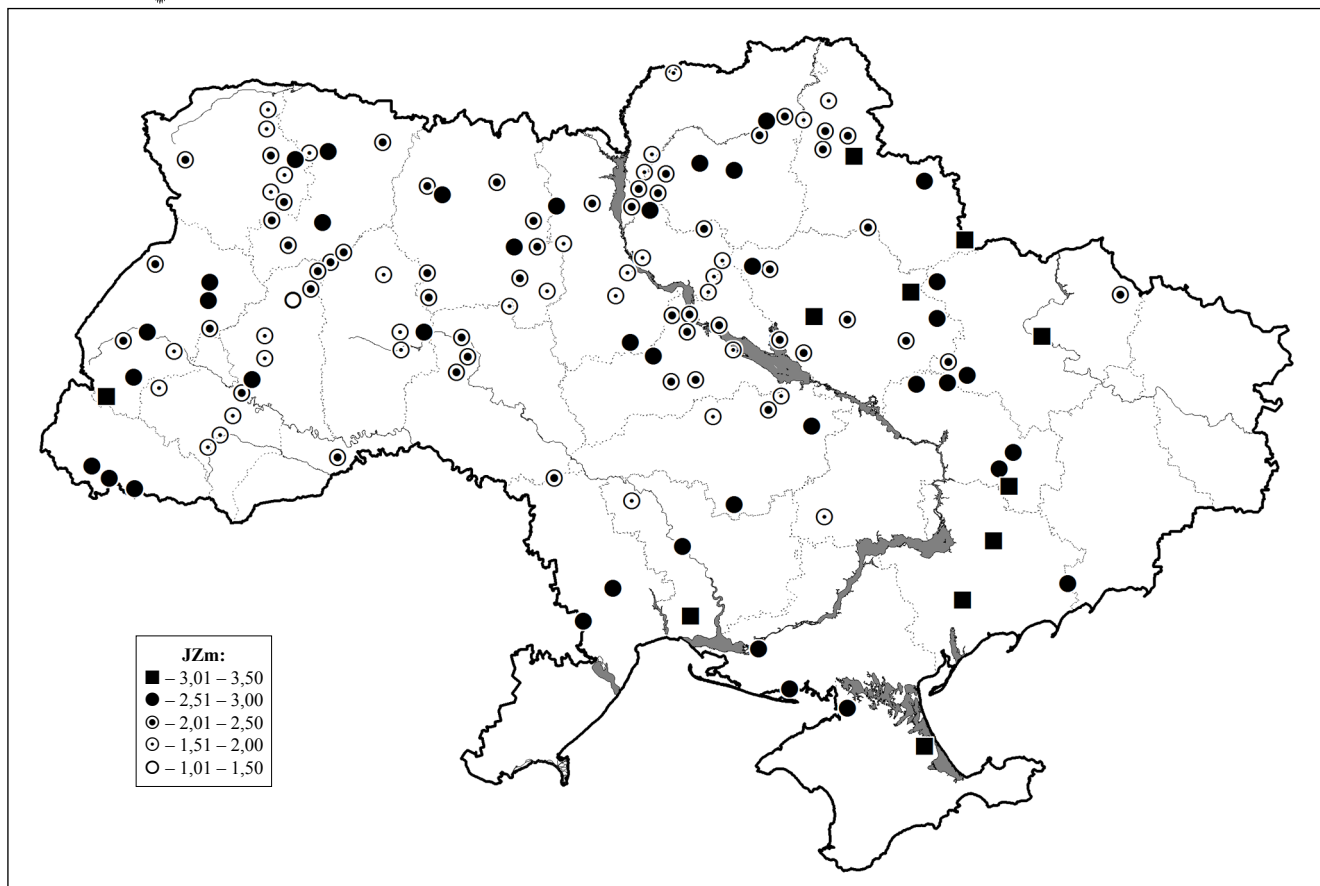 JZm:
– 3,01 – 3,50
– 2,51 – 3,00
– 2,01 – 2,50
– 1,51 – 2,00
– 1,01 – 1,50